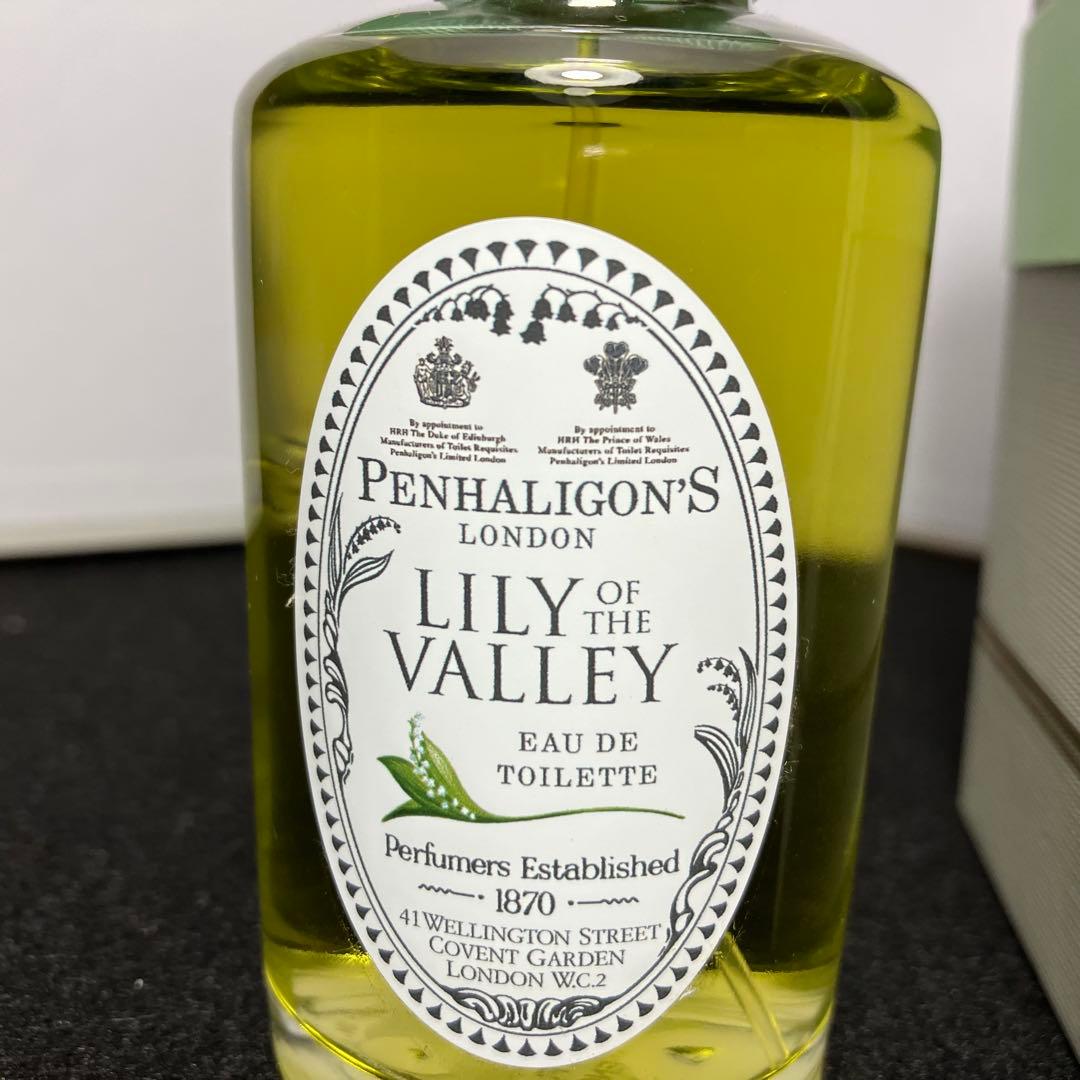 By appointment to
HRH The Duke of Edinburgh
Manufacturers of Toilet Requisites
Penhaligon's Limited London
By appointment to
HRH The Prince of Wales
Manufacturers of Toilet Requisites
Penhaligon's Limited London
PENHALIGON'S
LONDON
LILY OF THE
VALLEY
EAU DE
TOILETTE
Perfumers Established
1870
41 WELLINGTON STREET
COVENT GARDEN
LONDON W.C.2